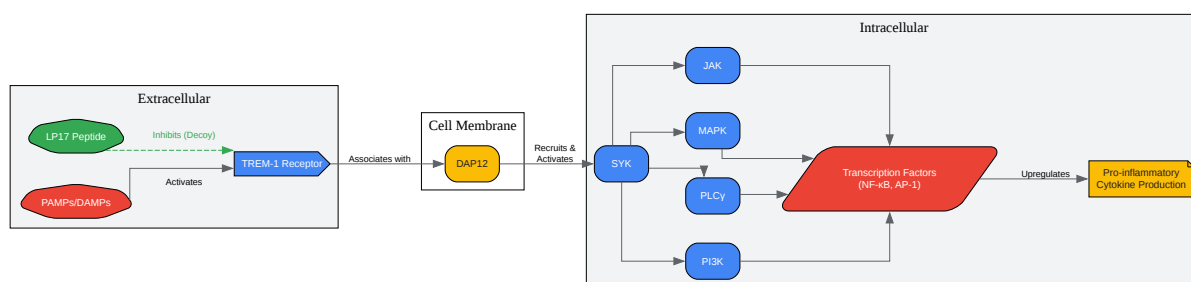 Extracellular
LP17 Peptide
Inhibits (Decoy)
TREM-1 Receptor
PAMPs/DAMPs
Activates
Associates with
Cell Membrane
DAP12
Recruits &
Activates
Intracellular
SYK
JAK
MAPK
PLCγ
PI3K
Transcription Factors
(NF-κB, AP-1)
Upregulates
Pro-inflammatory
Cytokine Production